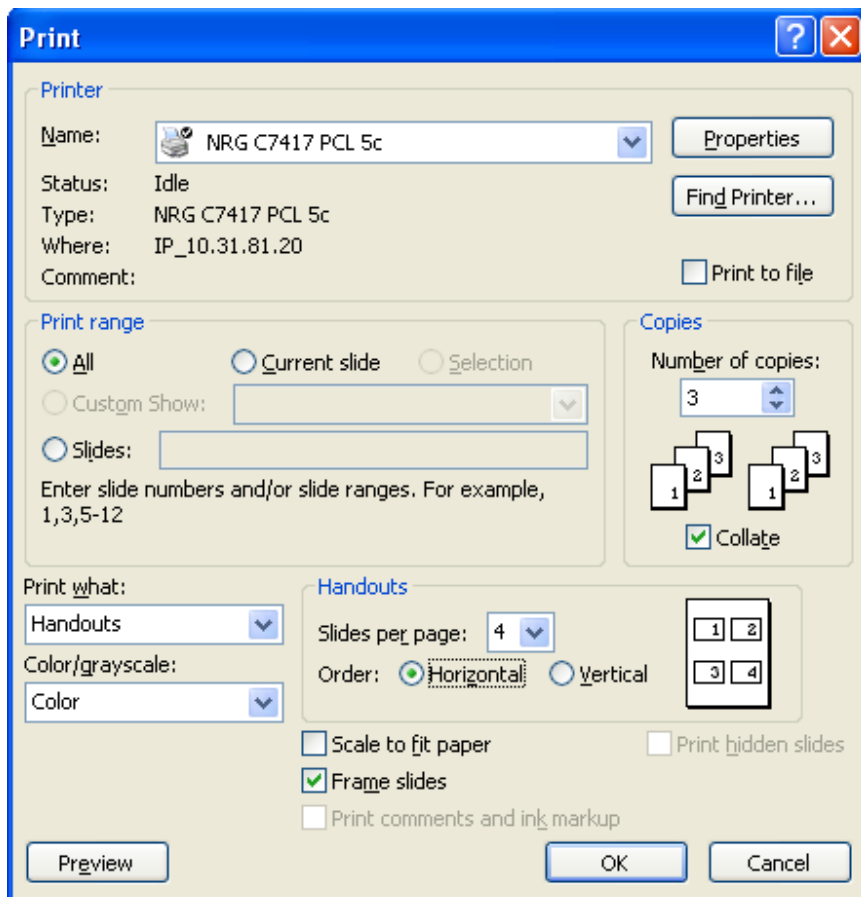 Print
Printer
Name: NRG C7417 PCL 5c Properties
Status: Idle
Find Printer...
Type: NRG C7417 PCL 5c
Where: IP_10.31.81.20
Comment: Print to file
Print range
All Current slide Selection
Custom Show:
Slides:
Enter slide numbers and/or slide ranges. For example,
1,3,5-12
Copies
Number of copies:
3
1 2 3 1 2 3
Collate
Print what:
Handouts
Color/grayscale:
Color
Handouts
Slides per page: 4
Order: Horizontal Vertical
1 2
3 4
Scale to fit paper Print hidden slides
Frame slides
Print comments and ink markup
Preview OK Cancel